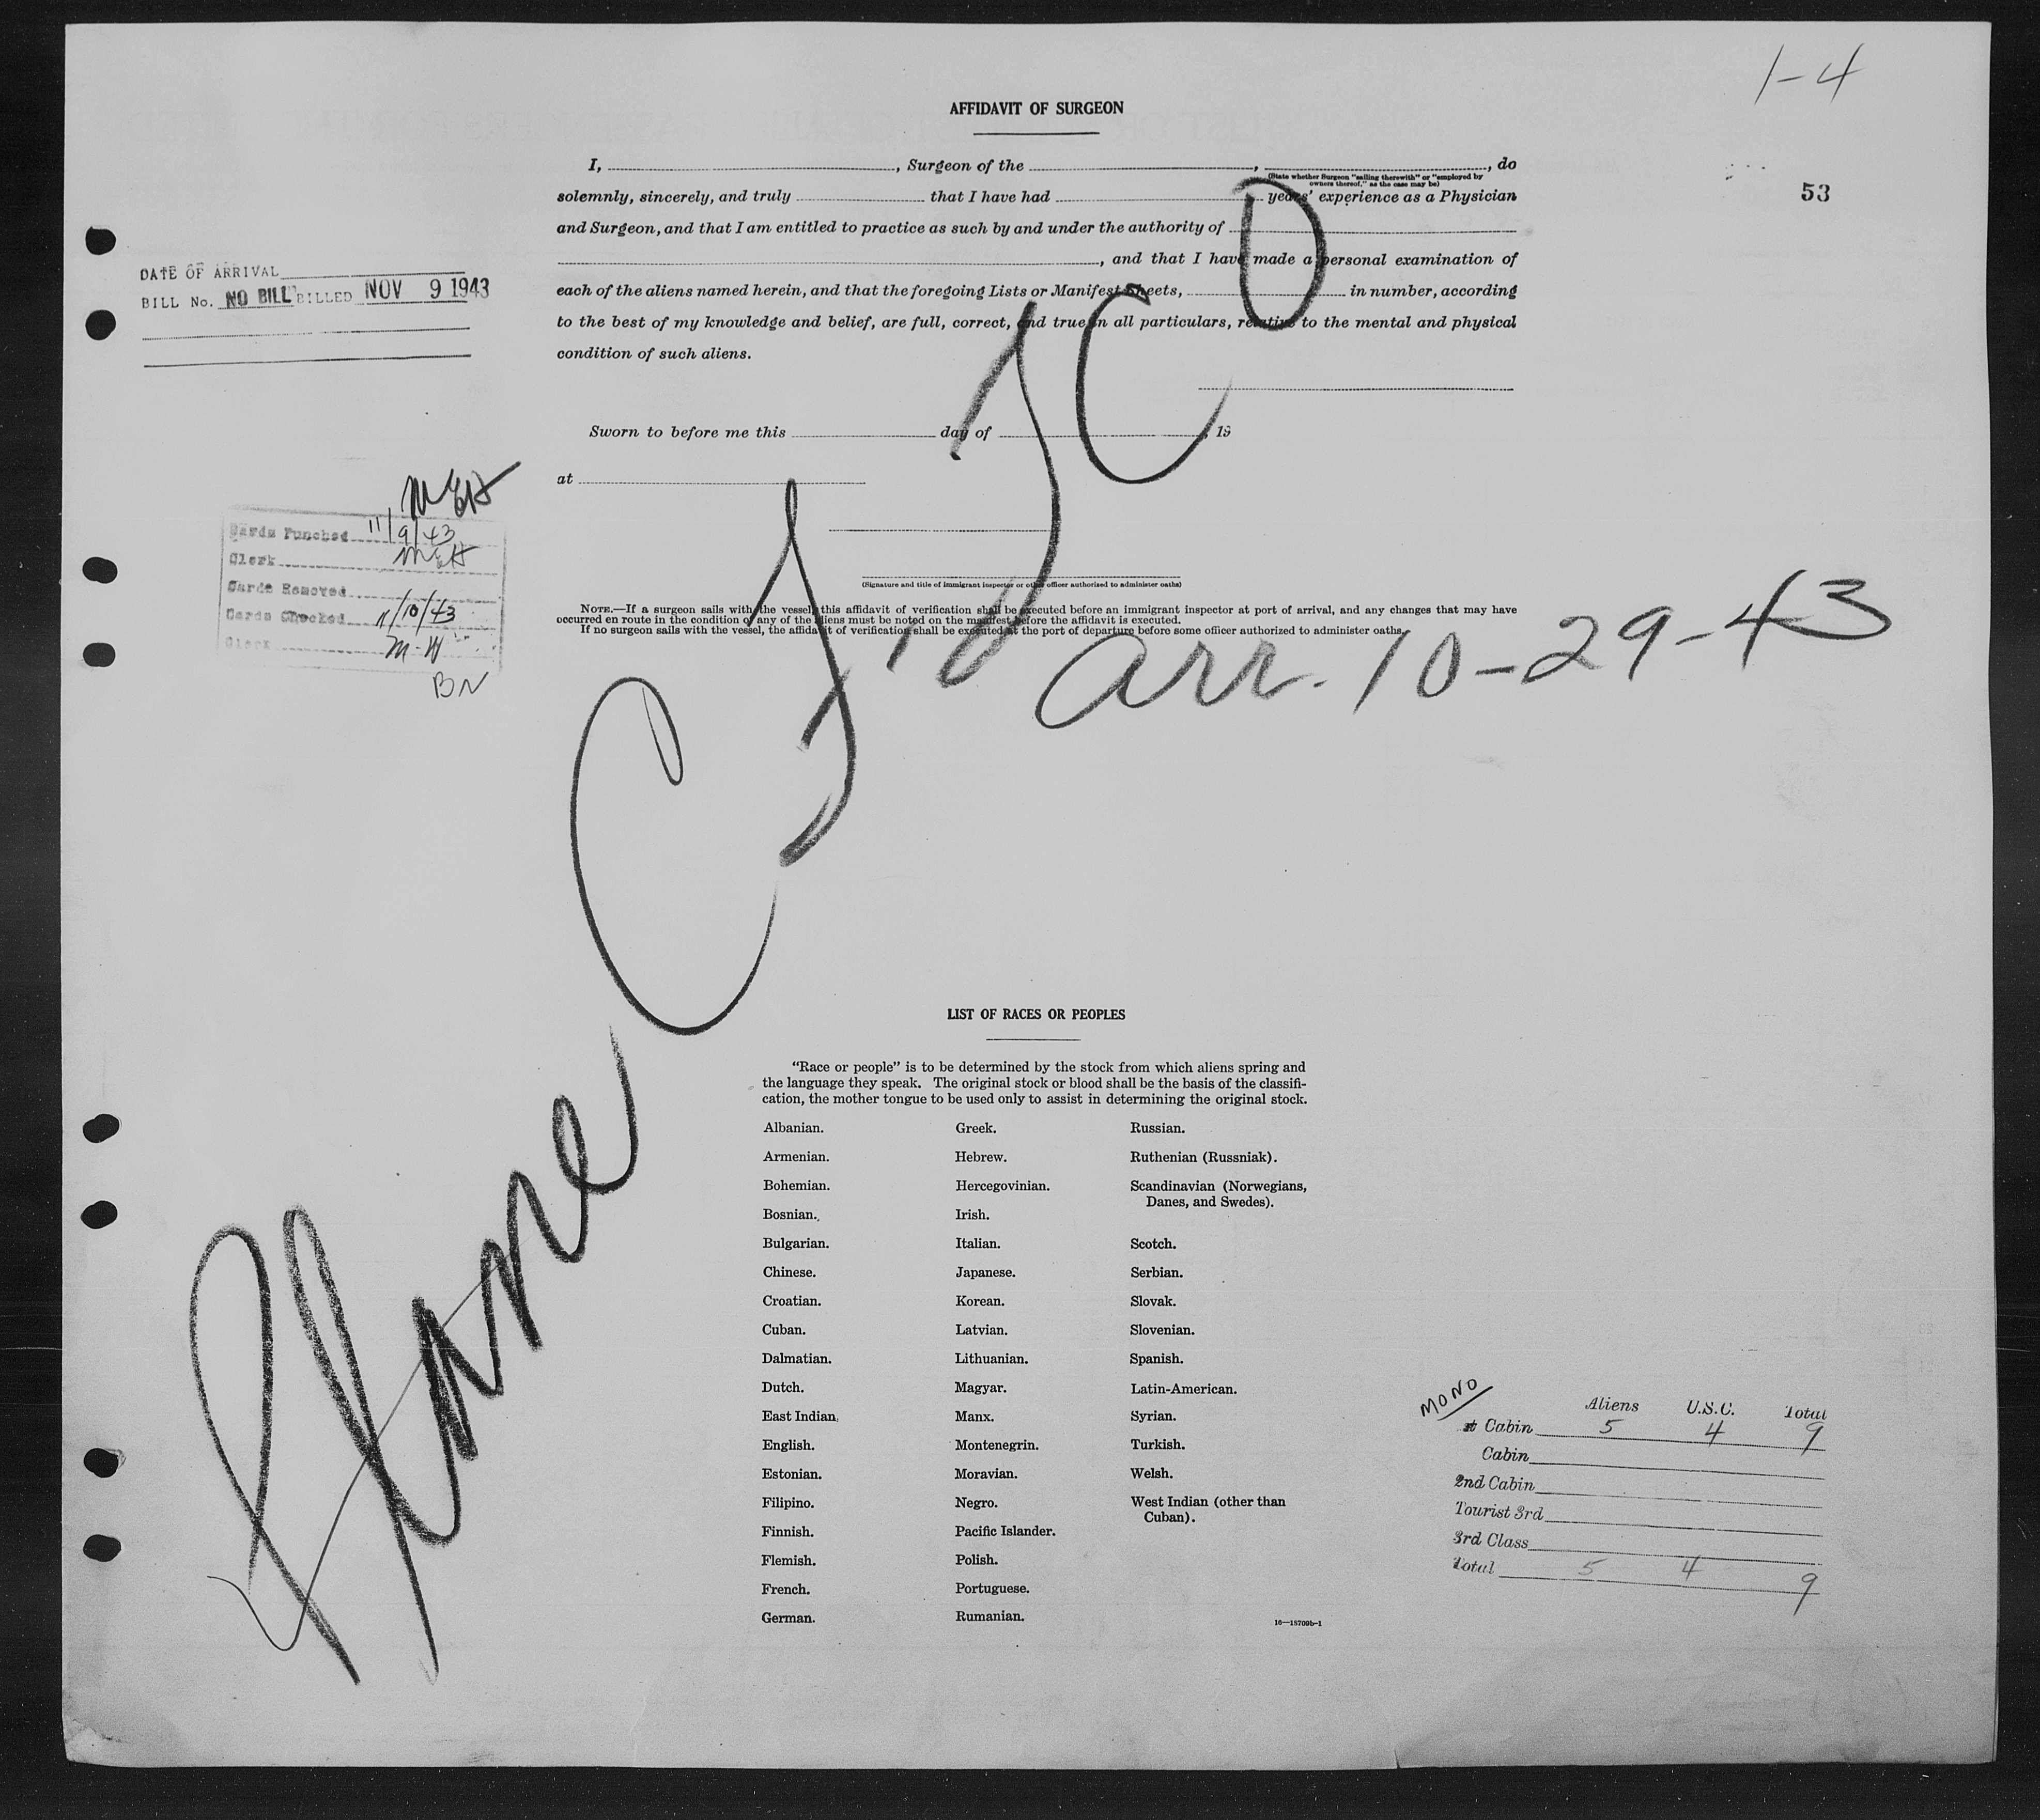 1-4
AFFIDAVIT OF SURGEON
I, , Surgeon of the , , do
(State whether Surgeon "sailing therewith" or "employed by
owners thereof," as the case may be)
53
solemnly, sincerely, and truly that I have had years' experience as a Physician
and Surgeon, and that I am entitled to practice as such by and under the authority of
, and that I have made a personal examination of
each of the aliens named herein, and that the foregoing Lists or Manifest Sheets, in number, according
to the best of my knowledge and belief, are full, correct, and true in all particulars, relative to the mental and physical
condition of such aliens.
DATE OF ARRIVAL
BILL No. NO BILL BILLED NOV 9 1943
Sworn to before me this day of , 19
at
(Signature and title of immigrant inspector or other officer authorized to administer oaths)
MEH
Cards Punched 11/9/43
Clerk MEH
Cards Removed
Cards Checked 11/10/43
Clerk M-W
BN
NOTE.—If a surgeon sails with the vessel, this affidavit of verification shall be executed before an immigrant inspector at port of arrival, and any changes that may have
occurred en route in the condition of any of the aliens must be noted on the manifest before the affidavit is executed.
If no surgeon sails with the vessel, the affidavit of verification shall be executed at the port of departure before some officer authorized to administer oaths.
Plane
arr. 10-29-43
LIST OF RACES OR PEOPLES
"Race or people" is to be determined by the stock from which aliens spring and
the language they speak. The original stock or blood shall be the basis of the classifi-
cation, the mother tongue to be used only to assist in determining the original stock.
Albanian. Greek. Russian.
Armenian. Hebrew. Ruthenian (Russniak).
Bohemian. Hercegovinian. Scandinavian (Norwegians,
Danes, and Swedes).
Bosnian. Irish.
Bulgarian. Italian. Scotch.
Chinese. Japanese. Serbian.
Croatian. Korean. Slovak.
Cuban. Latvian. Slovenian.
Dalmatian. Lithuanian. Spanish.
Dutch. Magyar. Latin-American.
East Indian. Manx. Syrian.
English. Montenegrin. Turkish.
Estonian. Moravian. Welsh.
Filipino. Negro. West Indian (other than
Cuban).
Finnish. Pacific Islander.
Flemish. Polish.
French. Portuguese.
German. Rumanian.
16—18709b-1
MONO
Aliens U.S.C. Total
st Cabin 5 4 9
Cabin
2nd Cabin
Tourist 3rd
3rd Class
Total 5 4 9